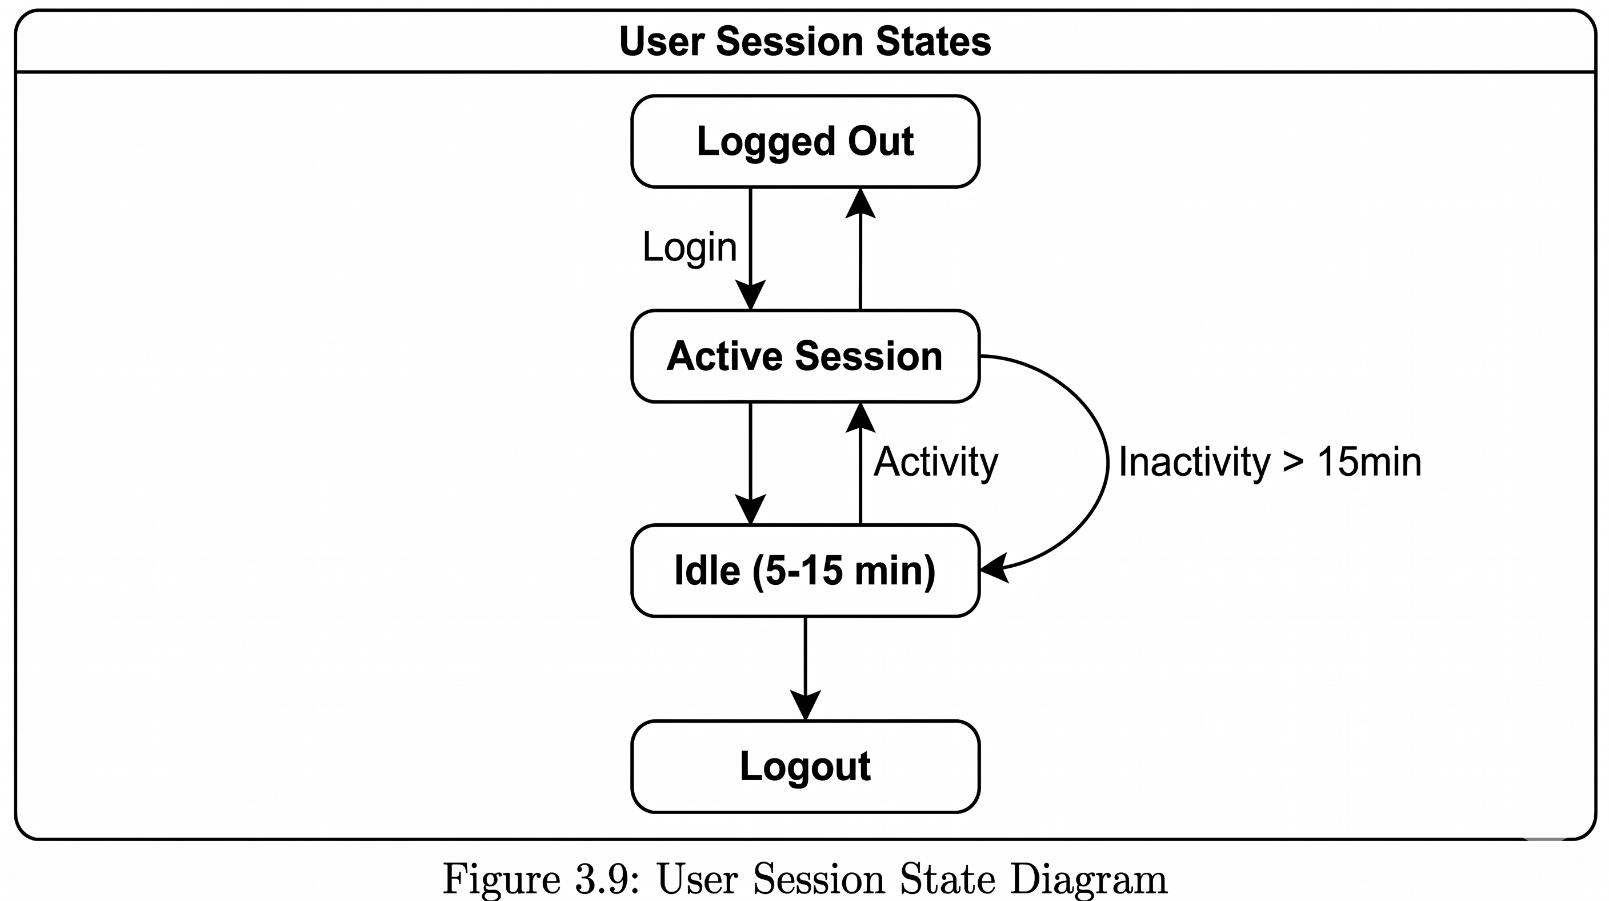 User Session States
Logged Out
Login
Active Session
Activity
Inactivity > 15min
Idle (5-15 min)
Logout
Figure 3.9: User Session State Diagram